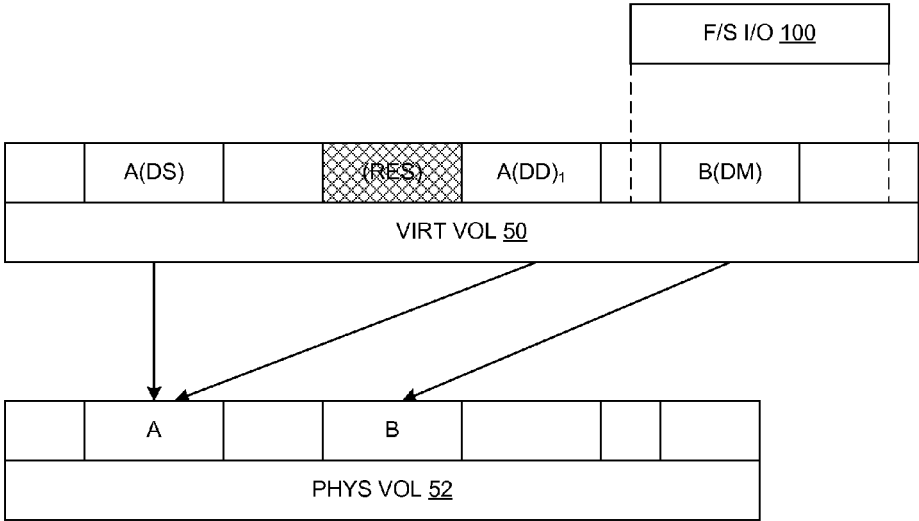 F/S I/O 100
A(DS) (RES) A(DD)₁ B(DM)
VIRT VOL 50
A B
PHYS VOL 52